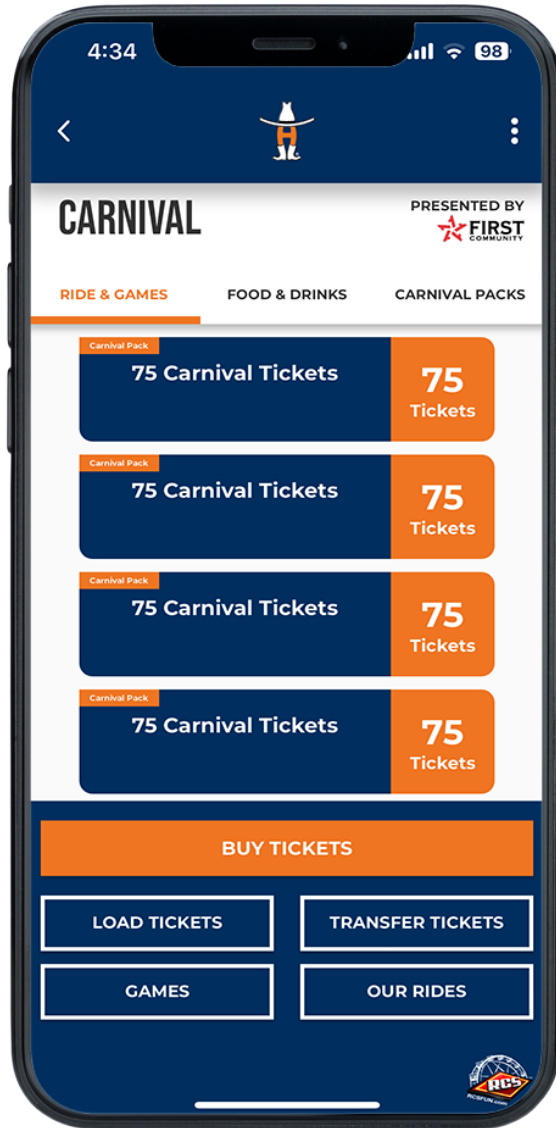 4:34
98
H
CARNIVAL
PRESENTED BY
FIRST
COMMUNITY
RIDE & GAMES
FOOD & DRINKS
CARNIVAL PACKS
Carnival Pack
75 Carnival Tickets
75
Tickets
Carnival Pack
75 Carnival Tickets
75
Tickets
Carnival Pack
75 Carnival Tickets
75
Tickets
Carnival Pack
75 Carnival Tickets
75
Tickets
BUY TICKETS
LOAD TICKETS
TRANSFER TICKETS
GAMES
OUR RIDES
RCS
RCSFUN.COM